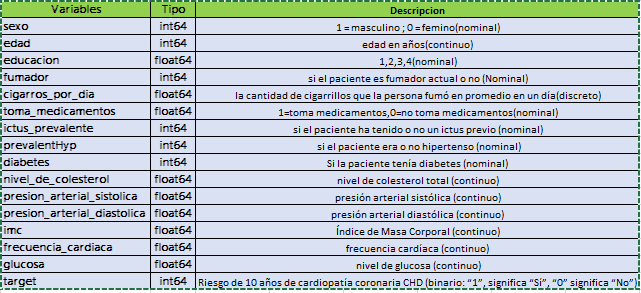 Variables Tipo Descripcion
sexo int64 1 = masculino ; 0 = femino(nominal)
edad int64 edad en años(continuo)
educacion float64 1,2,3,4(nominal)
fumador int64 si el paciente es fumador actual o no (Nominal)
cigarros_por_dia float64 la cantidad de cigarrillos que la persona fumó en promedio en un día(discreto)
toma_medicamentos float64 1=toma medicamentos,0=no toma medicamentos(nominal)
ictus_prevalente int64 si el paciente ha tenido o no un ictus previo (nominal)
prevalentHyp int64 si el paciente era o no hipertenso (nominal)
diabetes int64 Si la paciente tenía diabetes (nominal)
nivel_de_colesterol float64 nivel de colesterol total (continuo)
presion_arterial_sistolica float64 presión arterial sistólica (continuo)
presion_arterial_diastolica float64 presión arterial diastólica (continuo)
imc float64 Índice de Masa Corporal (continuo)
frecuencia_cardiaca float64 frecuencia cardíaca (continuo)
glucosa float64 nivel de glucosa (continuo)
target int64 Riesgo de 10 años de cardiopatía coronaria CHD (binario: “1”, significa “Sí”, “0” significa “No”)